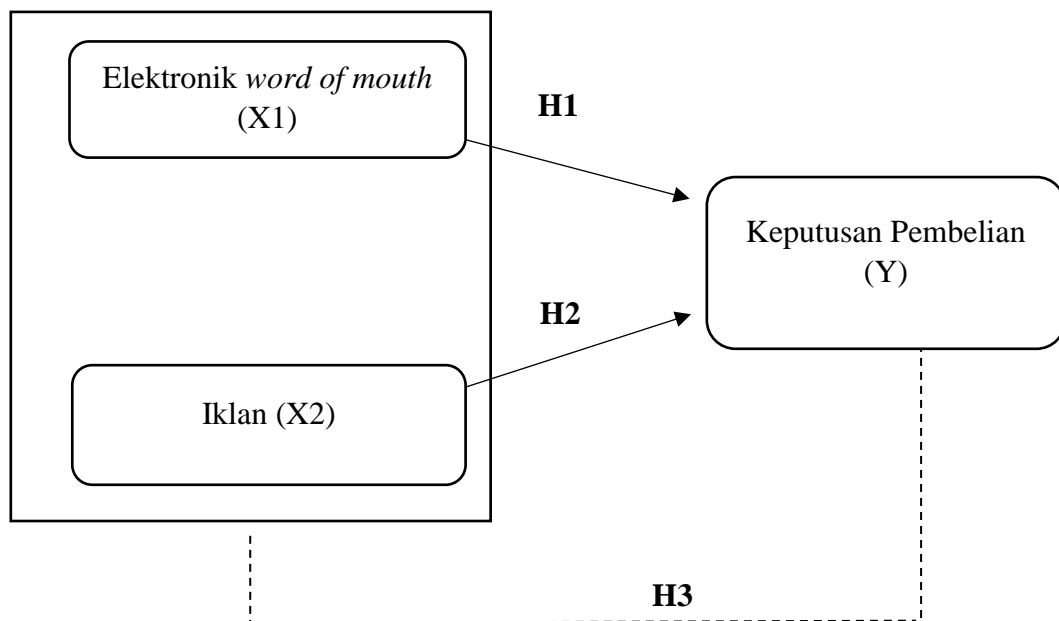 Elektronik word of mouth
(X1)
H1
Keputusan Pembelian
(Y)
H2
Iklan (X2)
H3